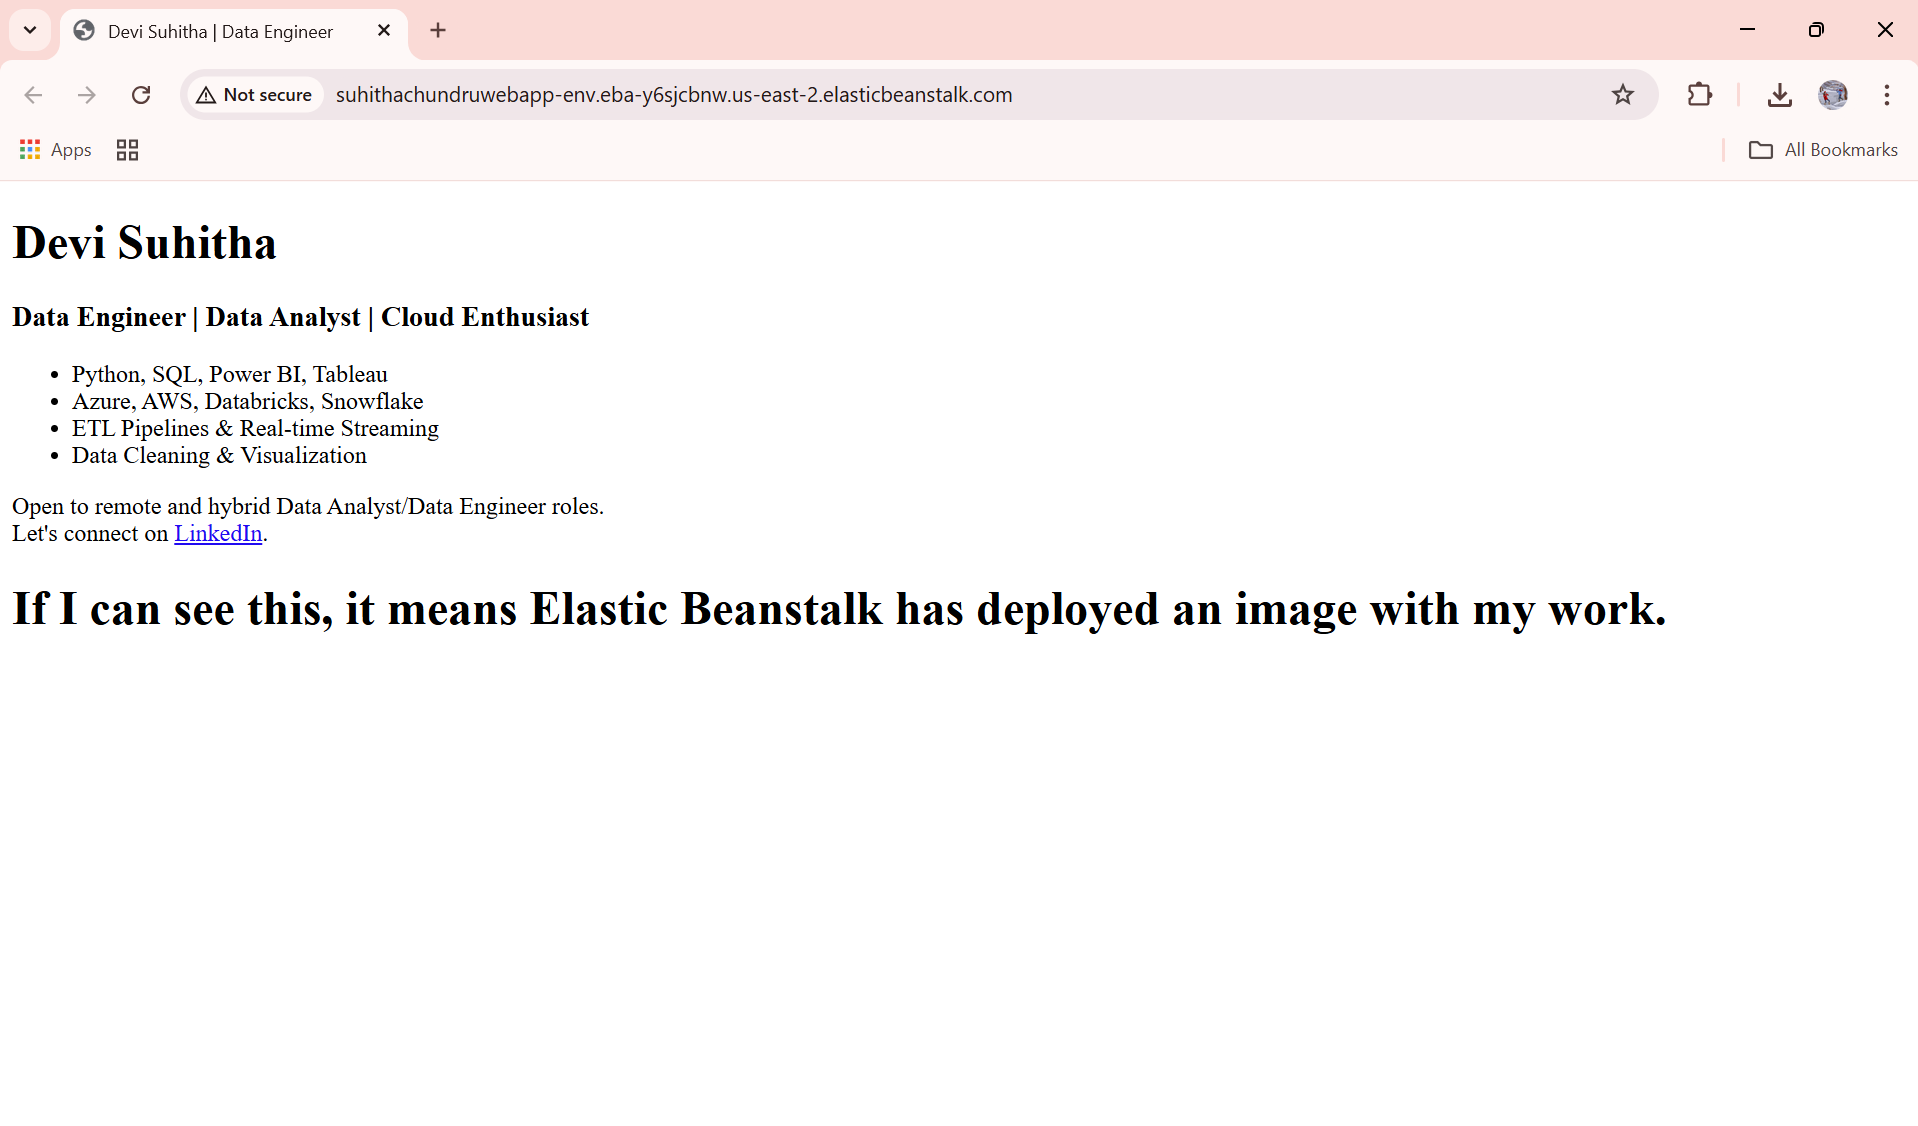 Devi Suhitha | Data Engineer
Not secure
suhithachundruwebapp-env.eba-y6sjcbnw.us-east-2.elasticbeanstalk.com
Apps
All Bookmarks
Devi Suhitha
Data Engineer | Data Analyst | Cloud Enthusiast
• Python, SQL, Power BI, Tableau
• Azure, AWS, Databricks, Snowflake
• ETL Pipelines & Real-time Streaming
• Data Cleaning & Visualization
Open to remote and hybrid Data Analyst/Data Engineer roles.
Let's connect on LinkedIn.
If I can see this, it means Elastic Beanstalk has deployed an image with my work.